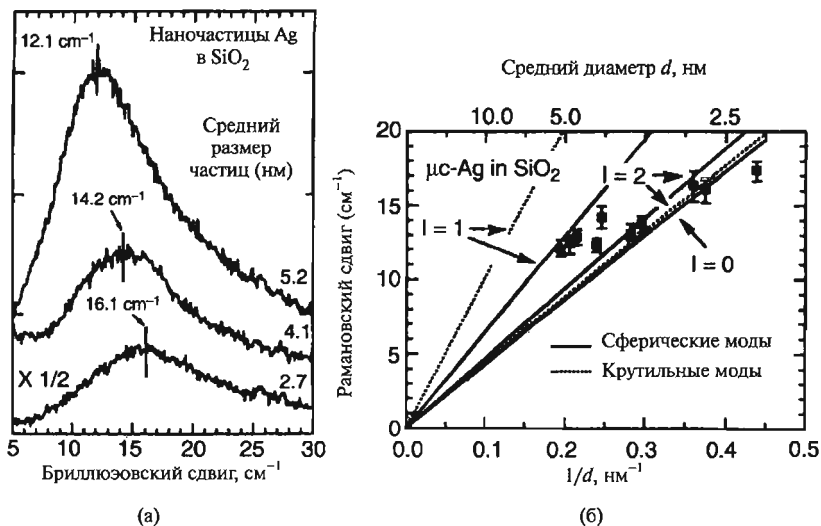 12.1 cm⁻¹
Наночастицы Ag
в SiO₂
Средний
размер
частиц (нм)
14.2 cm⁻¹
16.1 cm⁻¹
5.2
4.1
X 1/2
2.7
5 10 15 20 25 30
Бриллюэовский сдвиг, см⁻¹
(а)
Средний диаметр d, нм
10.0 5.0 2.5
20
15
10
5
0
Рамановский сдвиг (см⁻¹)
μc-Ag in SiO₂
l = 2
l = 1
l = 0
Сферические моды
Крутильные моды
0.0 0.1 0.2 0.3 0.4 0.5
1/d, нм⁻¹
(б)